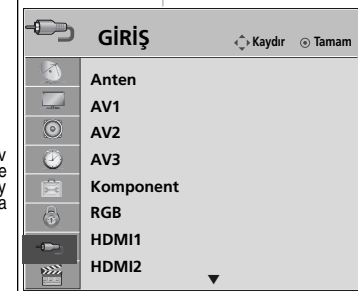 GİRİŞ
Kaydır Tamam
Anten
AV1
AV2
AV3
Komponent
RGB
HDMI1
HDMI2
v
e
y
a